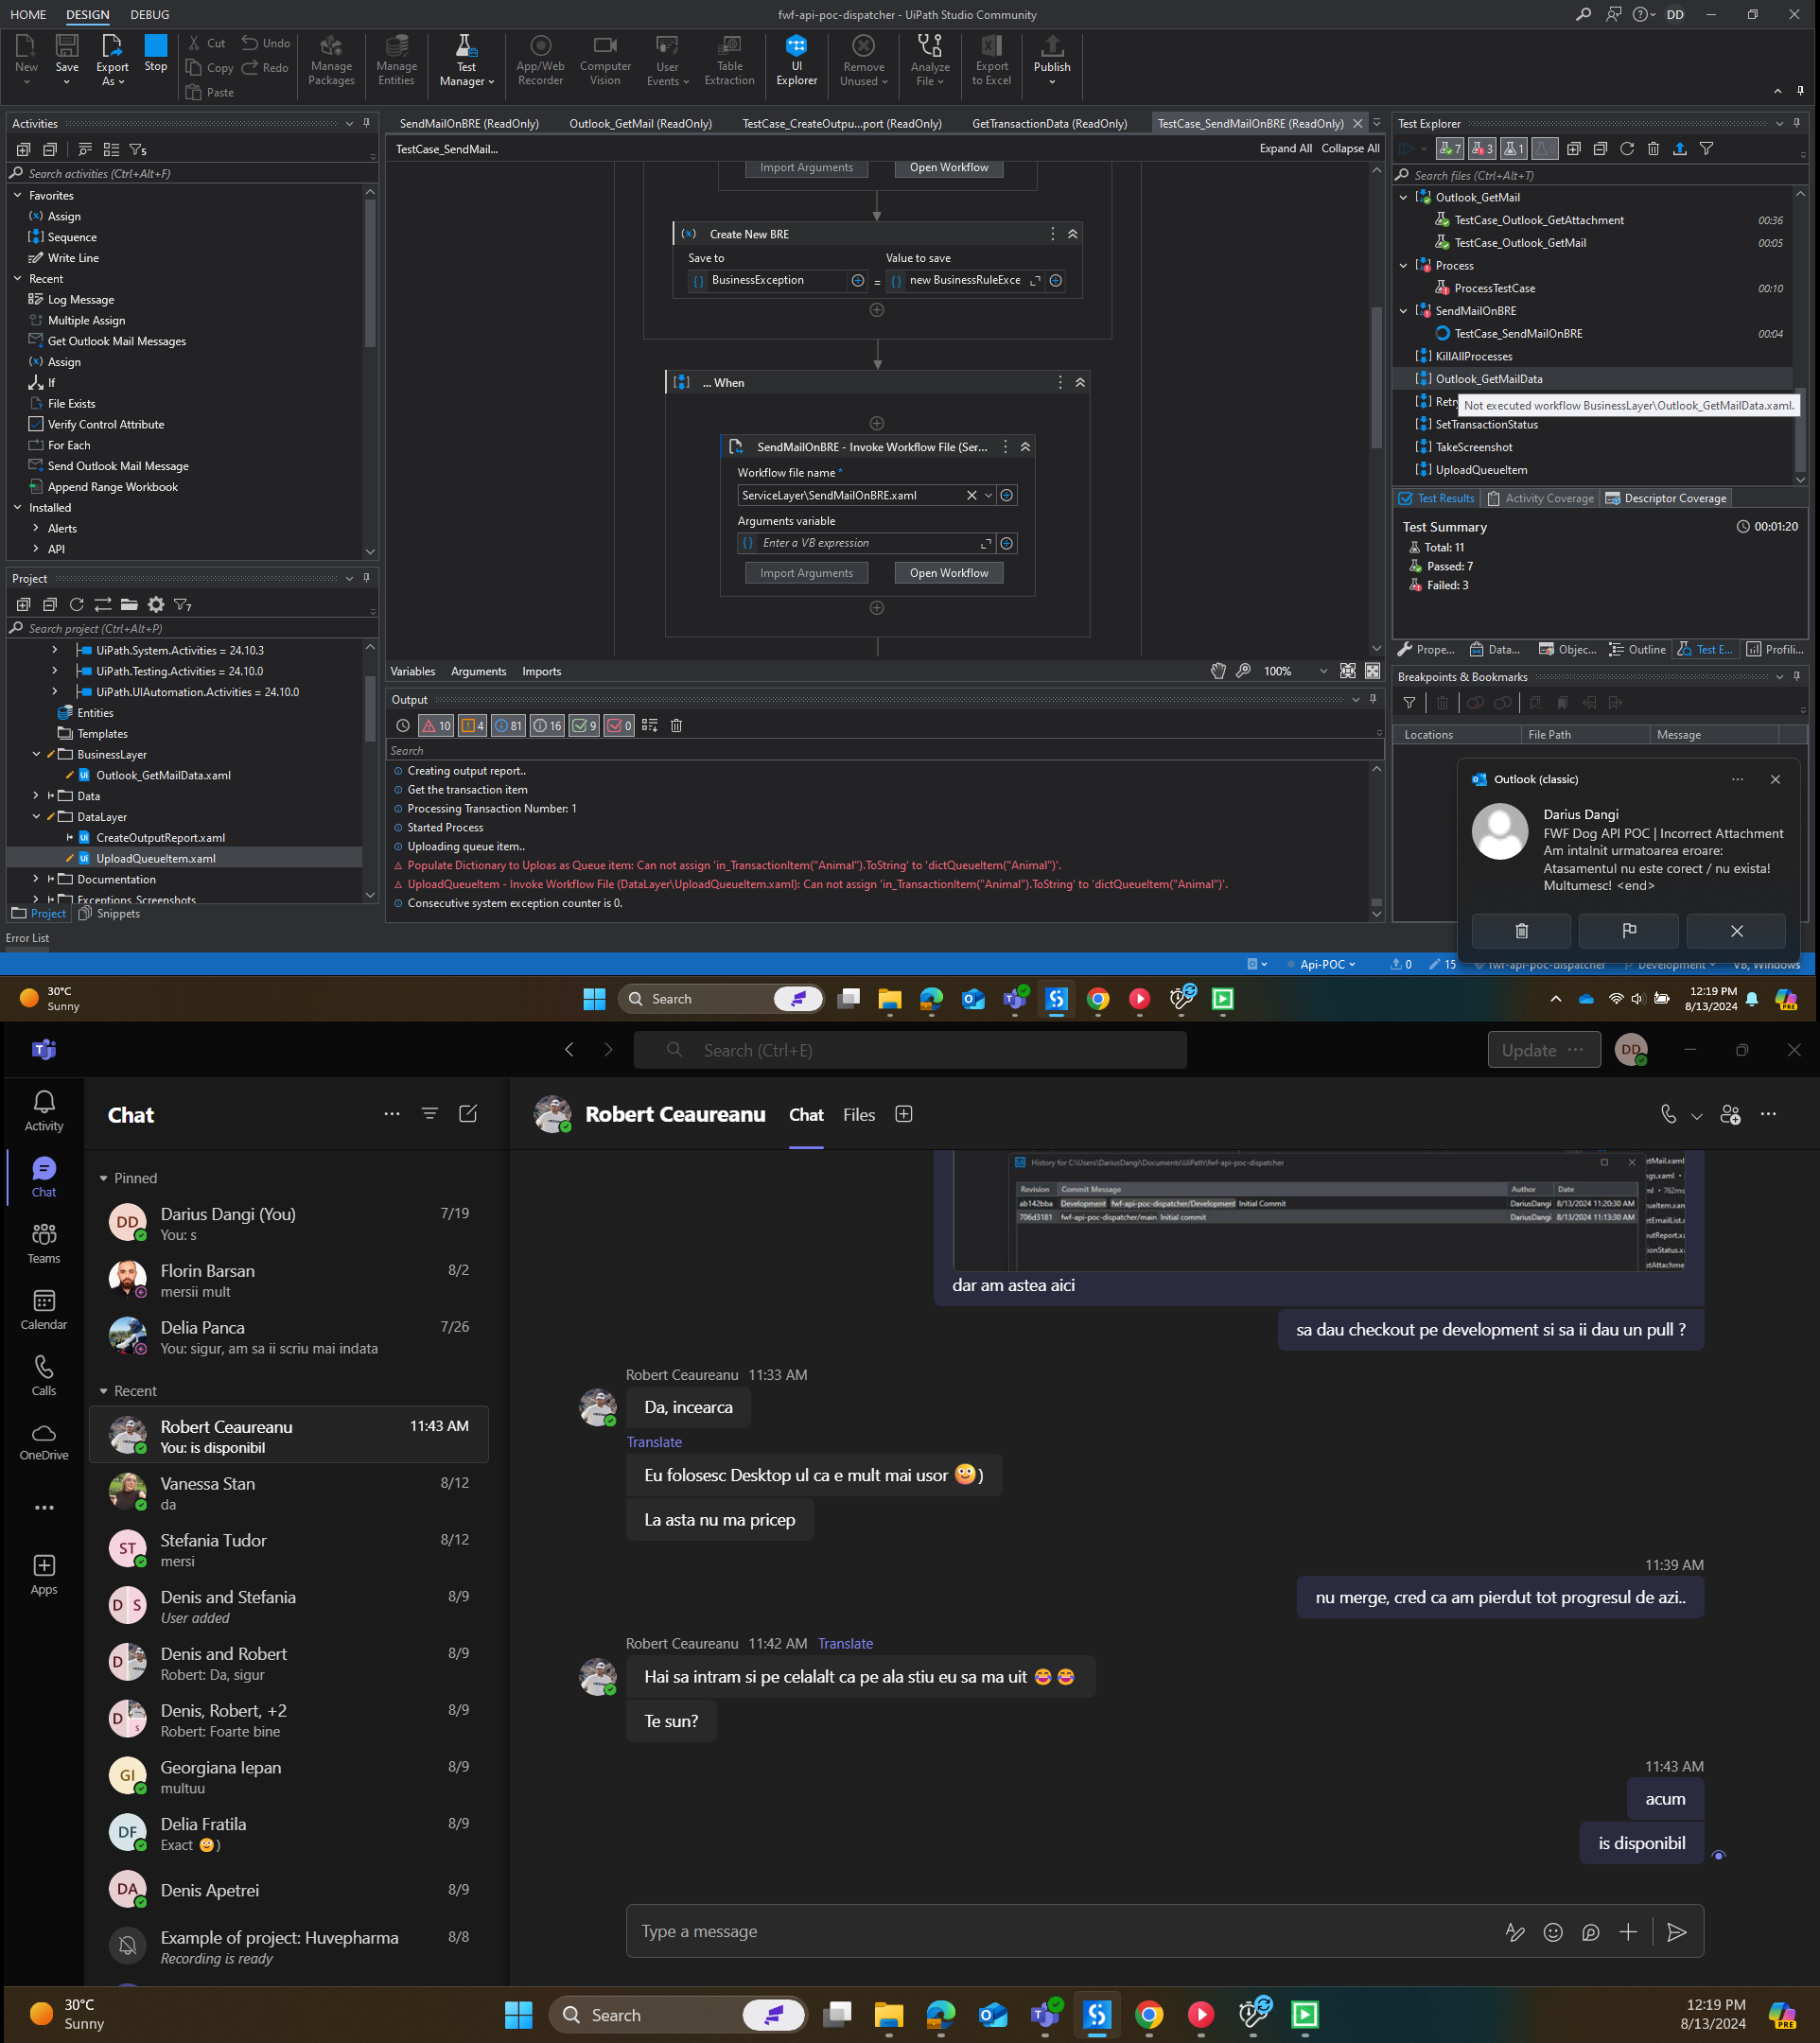 HOME DESIGN DEBUG
fwf-api-poc-dispatcher - UiPath Studio Community
DD
New
Save
Export As
Stop
Cut
Copy
Paste
Undo
Redo
Manage Packages
Manage Entities
Test Manager
App/Web Recorder
Computer Vision
User Events
Table Extraction
UI Explorer
Remove Unused
Analyze File
Export to Excel
Publish
Activities
5
Search activities (Ctrl+Alt+F)
Favorites
Assign
Sequence
Write Line
Recent
Log Message
Multiple Assign
Get Outlook Mail Messages
Assign
If
File Exists
Verify Control Attribute
For Each
Send Outlook Mail Message
Append Range Workbook
Installed
Alerts
API
Project
7
Search project (Ctrl+Alt+P)
UiPath.System.Activities = 24.10.3
UiPath.Testing.Activities = 24.10.0
UiPath.UIAutomation.Activities = 24.10.0
Entities
Templates
BusinessLayer
Outlook_GetMailData.xaml
Data
DataLayer
CreateOutputReport.xaml
UploadQueueItem.xaml
Documentation
Exceptions_Screenshots
Project Snippets
Error List
SendMailOnBRE (ReadOnly)
Outlook_GetMail (ReadOnly)
TestCase_CreateOutpu...port (ReadOnly)
GetTransactionData (ReadOnly)
TestCase_SendMailOnBRE (ReadOnly)
TestCase_SendMail...
Expand All Collapse All
Import Arguments Open Workflow
Create New BRE
Save to Value to save
BusinessException = new BusinessRuleExce
... When
SendMailOnBRE - Invoke Workflow File (Ser...
Workflow file name *
ServiceLayer\SendMailOnBRE.xaml
Arguments variable
Enter a VB expression
Import Arguments Open Workflow
Variables Arguments Imports
100%
Output
10 4 81 16 9 0
Search
Creating output report..
Get the transaction item
Processing Transaction Number: 1
Started Process
Uploading queue item..
Populate Dictionary to Uploas as Queue item: Can not assign 'in_TransactionItem("Animal").ToString' to 'dictQueueItem("Animal")'.
UploadQueueItem - Invoke Workflow File (DataLayer\UploadQueueItem.xaml): Can not assign 'in_TransactionItem("Animal").ToString' to 'dictQueueItem("Animal")'.
Consecutive system exception counter is 0.
Test Explorer
7 3 1
Search files (Ctrl+Alt+T)
Outlook_GetMail
TestCase_Outlook_GetAttachment 00:36
TestCase_Outlook_GetMail 00:05
Process
ProcessTestCase 00:10
SendMailOnBRE
TestCase_SendMailOnBRE 00:04
KillAllProcesses
Outlook_GetMailData
Retry
Not executed workflow BusinessLayer\Outlook_GetMailData.xaml.
SetTransactionStatus
TakeScreenshot
UploadQueueItem
Test Results Activity Coverage Descriptor Coverage
Test Summary 00:01:20
Total: 11
Passed: 7
Failed: 3
Prope... Data... Objec... Outline Test E... Profili...
Breakpoints & Bookmarks
Locations File Path Message
Outlook (classic)
Darius Dangi
FWF Dog API POC | Incorrect Attachment
Am intalnit urmatoarea eroare:
Atasamentul nu este corect / nu exista!
Multumesc! <end>
Api-POC 0 15 fwf-api-poc-dispatcher Development VB, Windows
30°C
Sunny
Search
12:19 PM
8/13/2024
PRE
Search (Ctrl+E)
Update
DD
Activity
Chat
Teams
Calendar
Calls
OneDrive
Apps
Chat
Pinned
DD
Darius Dangi (You) 7/19
You: s
Florin Barsan 8/2
mersii mult
Delia Panca 7/26
You: sigur, am sa ii scriu mai indata
Recent
Robert Ceaureanu 11:43 AM
You: is disponibil
Vanessa Stan 8/12
da
ST
Stefania Tudor 8/12
mersi
D S
Denis and Stefania 8/9
User added
D
Denis and Robert 8/9
Robert: Da, sigur
D
S
Denis, Robert, +2 8/9
Robert: Foarte bine
GI
Georgiana Iepan 8/9
multuu
DF
Delia Fratila 8/9
Exact )
DA
Denis Apetrei 8/9
Example of project: Huvepharma 8/8
Recording is ready
Robert Ceaureanu Chat Files
History for C:\Users\DariusDangi\Documents\UiPath\fwf-api-poc-dispatcher
Revision Commit Message Author Date
ab142bba Development fwf-api-poc-dispatcher/Development Initial Commit DariusDangi 8/13/2024 11:20:30 AM
706d3181 fwf-api-poc-dispatcher/main Initial commit DariusDangi 8/13/2024 11:13:30 AM
dar am astea aici
sa dau checkout pe development si sa ii dau un pull ?
Robert Ceaureanu 11:33 AM
Da, incearca
Translate
Eu folosesc Desktop ul ca e mult mai usor )
La asta nu ma pricep
11:39 AM
nu merge, cred ca am pierdut tot progresul de azi..
Robert Ceaureanu 11:42 AM Translate
Hai sa intram si pe celalalt ca pe ala stiu eu sa ma uit 😂 😂
Te sun?
11:43 AM
acum
is disponibil
Type a message
30°C
Sunny
Search
12:19 PM
8/13/2024
PRE